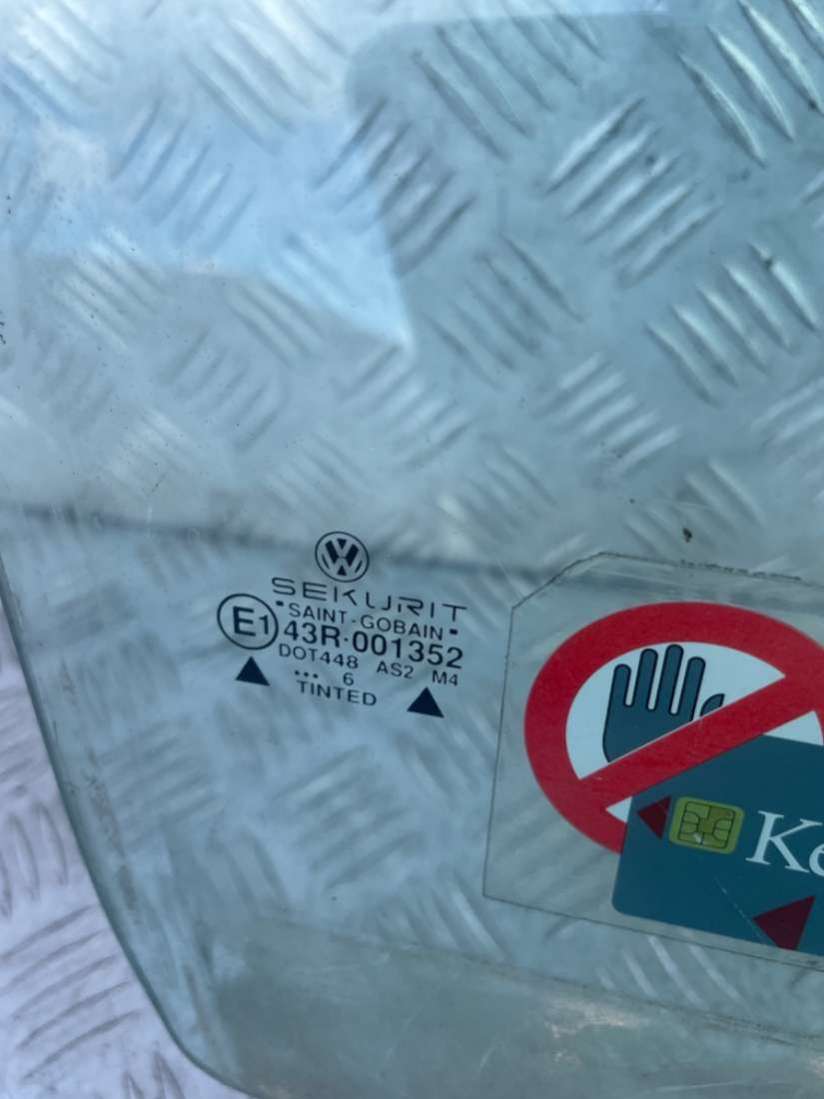 SEKURIT
SAINT-GOBAIN
E1 43R-001352
DOT448 AS2 M4
... 6
TINTED
Ke